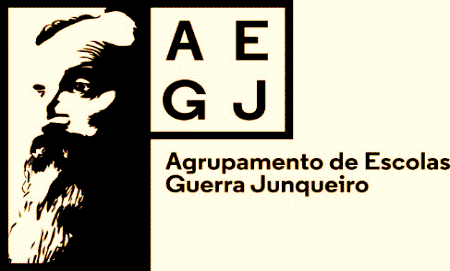 A E
G J
Agrupamento de Escolas
Guerra Junqueiro